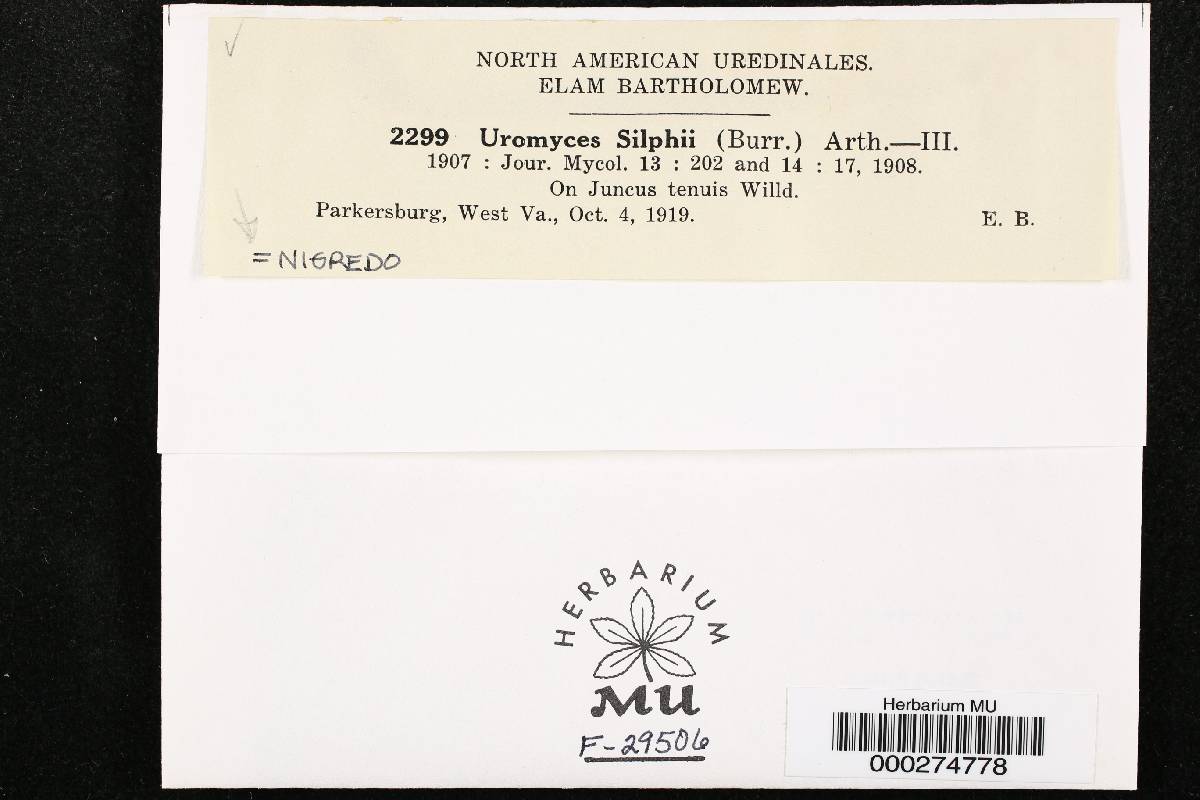 NORTH AMERICAN UREDINALES.
ELAM BARTHOLOMEW.
2299 Uromyces Silphii (Burr.) Arth.—III.
1907 : Jour. Mycol. 13 : 202 and 14 : 17, 1908.
On Juncus tenuis Willd.
Parkersburg, West Va., Oct. 4, 1919. E. B.
= NIGREDO
HERBARIUM
MU
F-29506
Herbarium MU
000274778